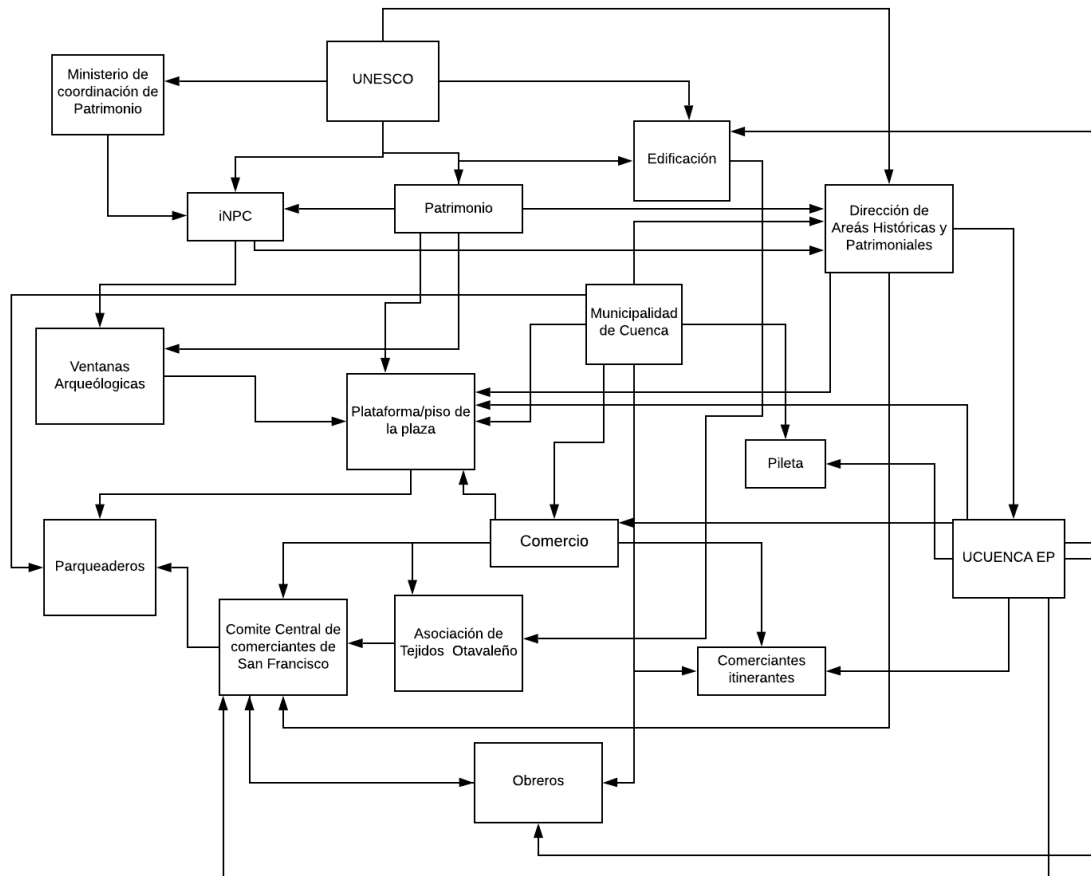 UNESCO
Ministerio de
coordinación de
Patrimonio
Edificación
iNPC
Patrimonio
Dirección de
Areás Históricas y
Patrimoniales
Municipalidad
de Cuenca
Ventanas
Arqueólogicas
Plataforma/piso de
la plaza
Pileta
Comercio
UCUENCA EP
Parqueaderos
Comite Central de
comerciantes de
San Francisco
Asociación de
Tejidos Otavaleño
Comerciantes
itinerantes
Obreros